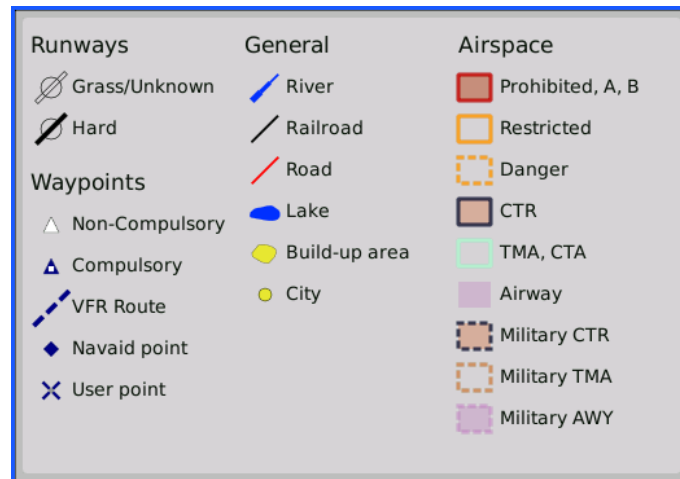 Runways
Grass/Unknown
Hard
Waypoints
Non-Compulsory
Compulsory
VFR Route
Navaid point
User point
General
River
Railroad
Road
Lake
Build-up area
City
Airspace
Prohibited, A, B
Restricted
Danger
CTR
TMA, CTA
Airway
Military CTR
Military TMA
Military AWY